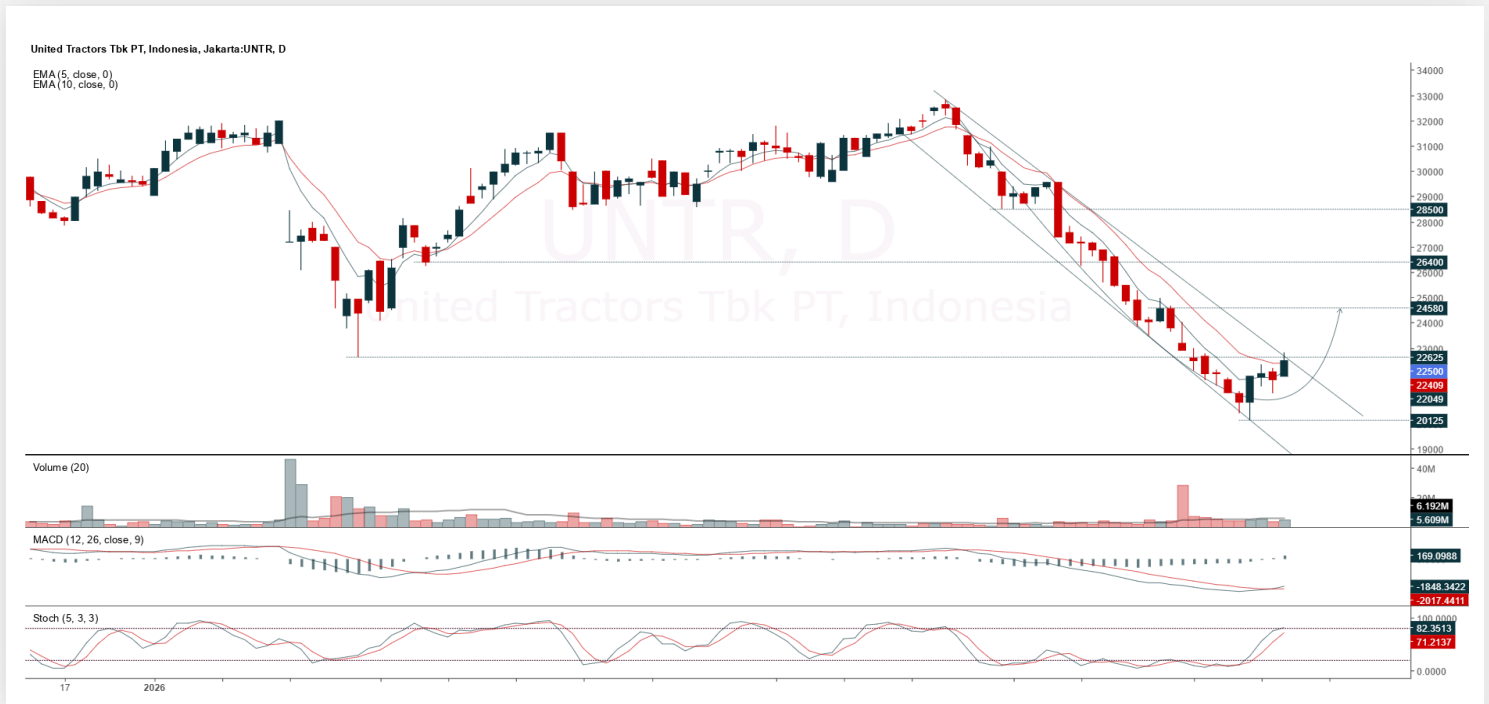 United Tractors Tbk PT, Indonesia, Jakarta:UNTR, D
EMA (5, close, 0)
EMA (10, close, 0)
UNTR, D
United Tractors Tbk PT, Indonesia
34000
33000
32000
31000
30000
29000
28500
28000
27000
26400
26000
25000
24580
24000
23000
22625
22500
22409
22049
20125
19000
Volume (20)
40M
20M
6.192M
5.609M
MACD (12, 26, close, 9)
169.0988
-1848.3422
-2017.4411
Stoch (5, 3, 3)
100.0000
82.3513
71.2137
0.0000
17
2026